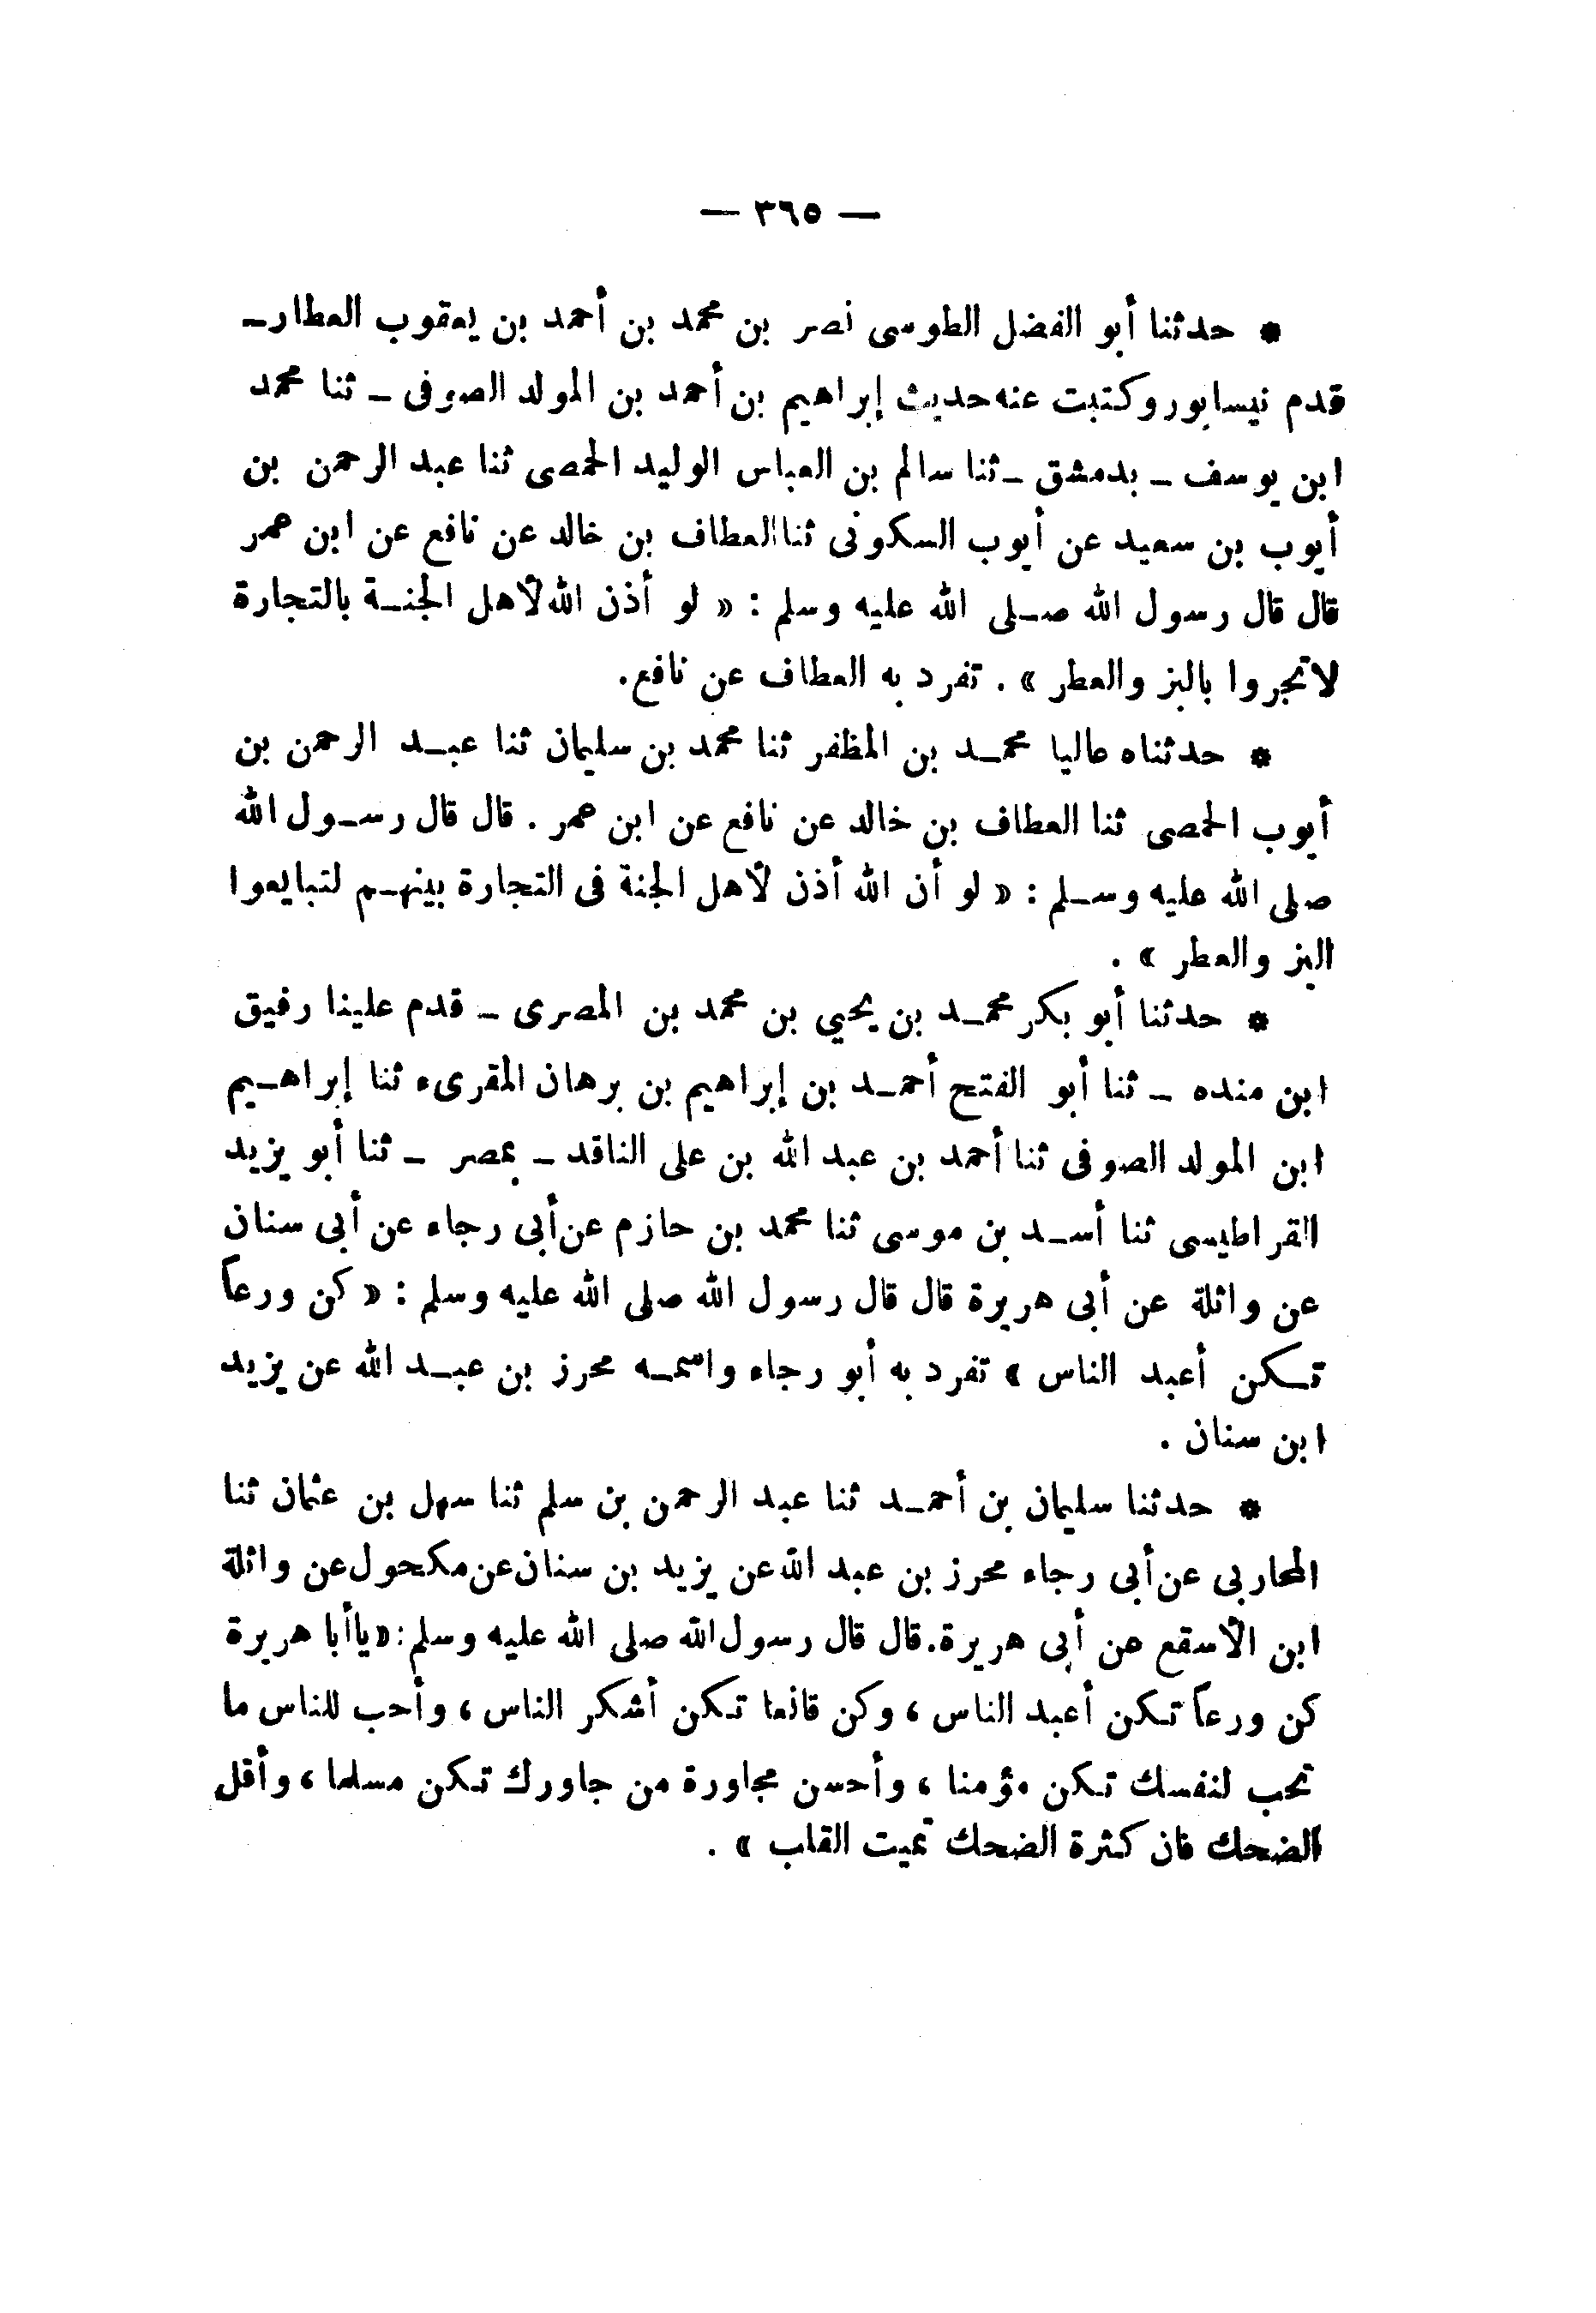 — ٣٦٥ —
* حدثنا أبو الفضل الطوسى نصر بن محمد بن أحمد بن يعقوب العطار ـ
قدم نيسابور وكتبت عنه حديث إبراهيم بن أحمد بن المولد الصوفى ـ ثنا محمد
ابن يوسف ـ بدمشق ـ ثنا سالم بن العباس الوليد الحمصى ثنا عبد الرحمن بن
أيوب بن سعيد عن أيوب السكونى ثنا العطاف بن خالد عن نافع عن ابن عمر
قال قال رسول الله صلى الله عليه وسلم : « لو أذن الله لأهل الجنة بالتجارة
لاتجروا بالبز والعطر » . تفرد به العطاف عن نافع.
* حدثناه عاليا محمد بن المظفر ثنا محمد بن سليمان ثنا عبد الرحمن بن
أيوب الحمصى ثنا العطاف بن خالد عن نافع عن ابن عمر . قال قال رسول الله
صلى الله عليه وسلم : « لو أن الله أذن لأهل الجنة فى التجارة بينهم لتبايعوا
البز والعطر » .
* حدثنا أبو بكر محمد بن يحيي بن محمد بن المصرى ـ قدم علينا رفيق
ابن منده ـ ثنا أبو الفتح أحمد بن إبراهيم بن برهان المقرىء ثنا إبراهيم
ابن المولد الصوفى ثنا أحمد بن عبد الله بن على الناقد ـ بمصر ـ ثنا أبو يزيد
القراطيسى ثنا أسد بن موسى ثنا محمد بن حازم عن أبى رجاء عن أبى سنان
عن واثلة عن أبى هريرة قال قال رسول الله صلى الله عليه وسلم : « كن ورعاً
تكن أعبد الناس » تفرد به أبو رجاء واسمه محرز بن عبد الله عن يزيد
ابن سنان .
* حدثنا سليمان بن أحمد ثنا عبد الرحمن بن سلم ثنا سهل بن عثمان ثنا
المحاربى عن أبى رجاء محرز بن عبد الله عن يزيد بن سنان عن مكحول عن واثلة
ابن الأسقع عن أبى هريرة. قال قال رسول الله صلى الله عليه وسلم : « يا أبا هريرة
كن ورعاً تكن أعبد الناس ، وكن قانعا تكن أشكر الناس ، وأحب للناس ما
تحب لنفسك تكن مؤمنا ، وأحسن مجاورة من جاورك تكن مسلما ، وأقل
الضحك فان كثرة الضحك تميت القلب » .